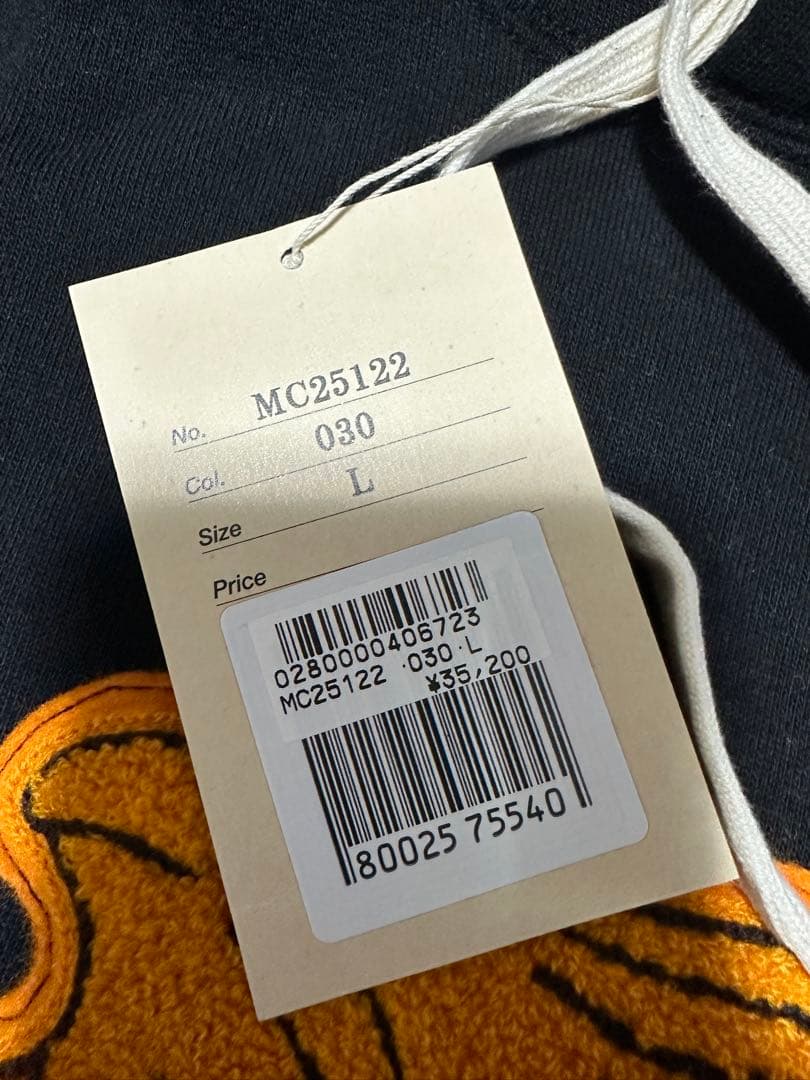 No. MC25122
Col. 030
Size L
Price
0280000406723
MC25122 ·030·L
¥35,200
80025 75540